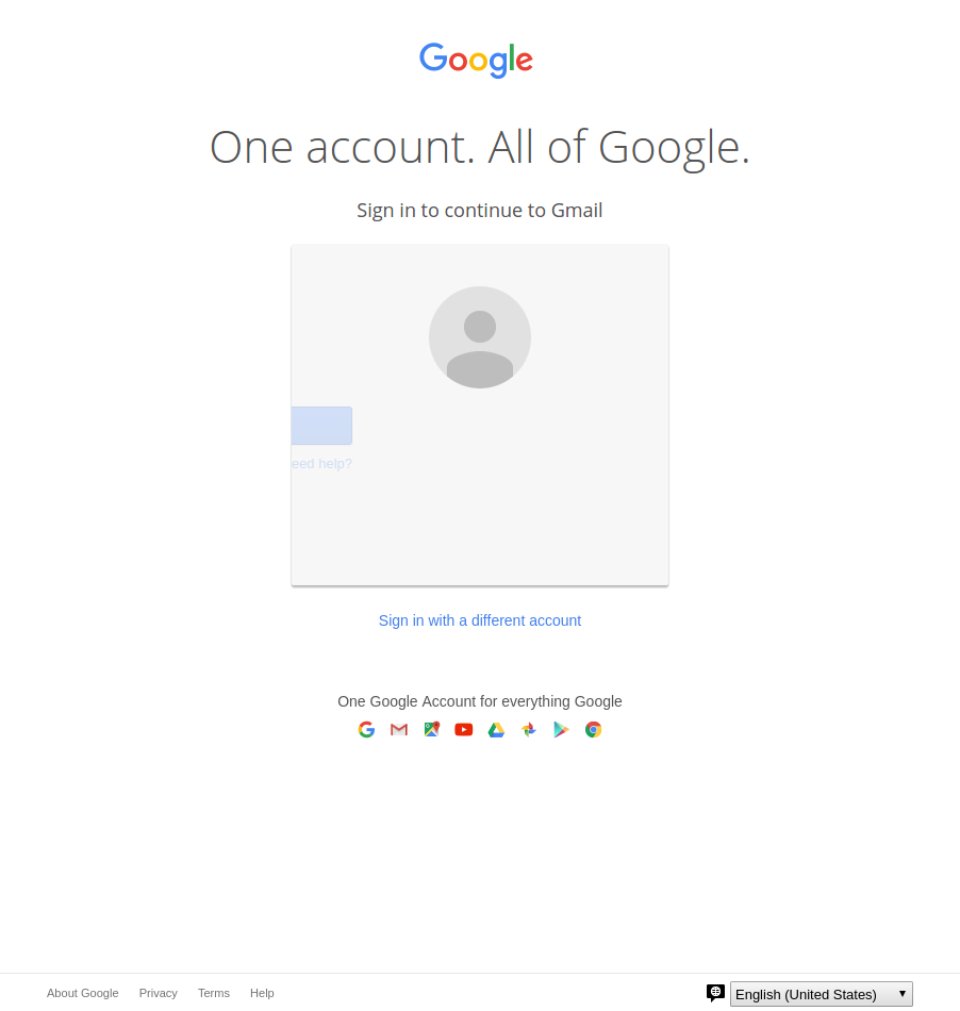 Google
One account. All of Google.
Sign in to continue to Gmail
eed help?
Sign in with a different account
One Google Account for everything Google
About Google Privacy Terms Help English (United States)